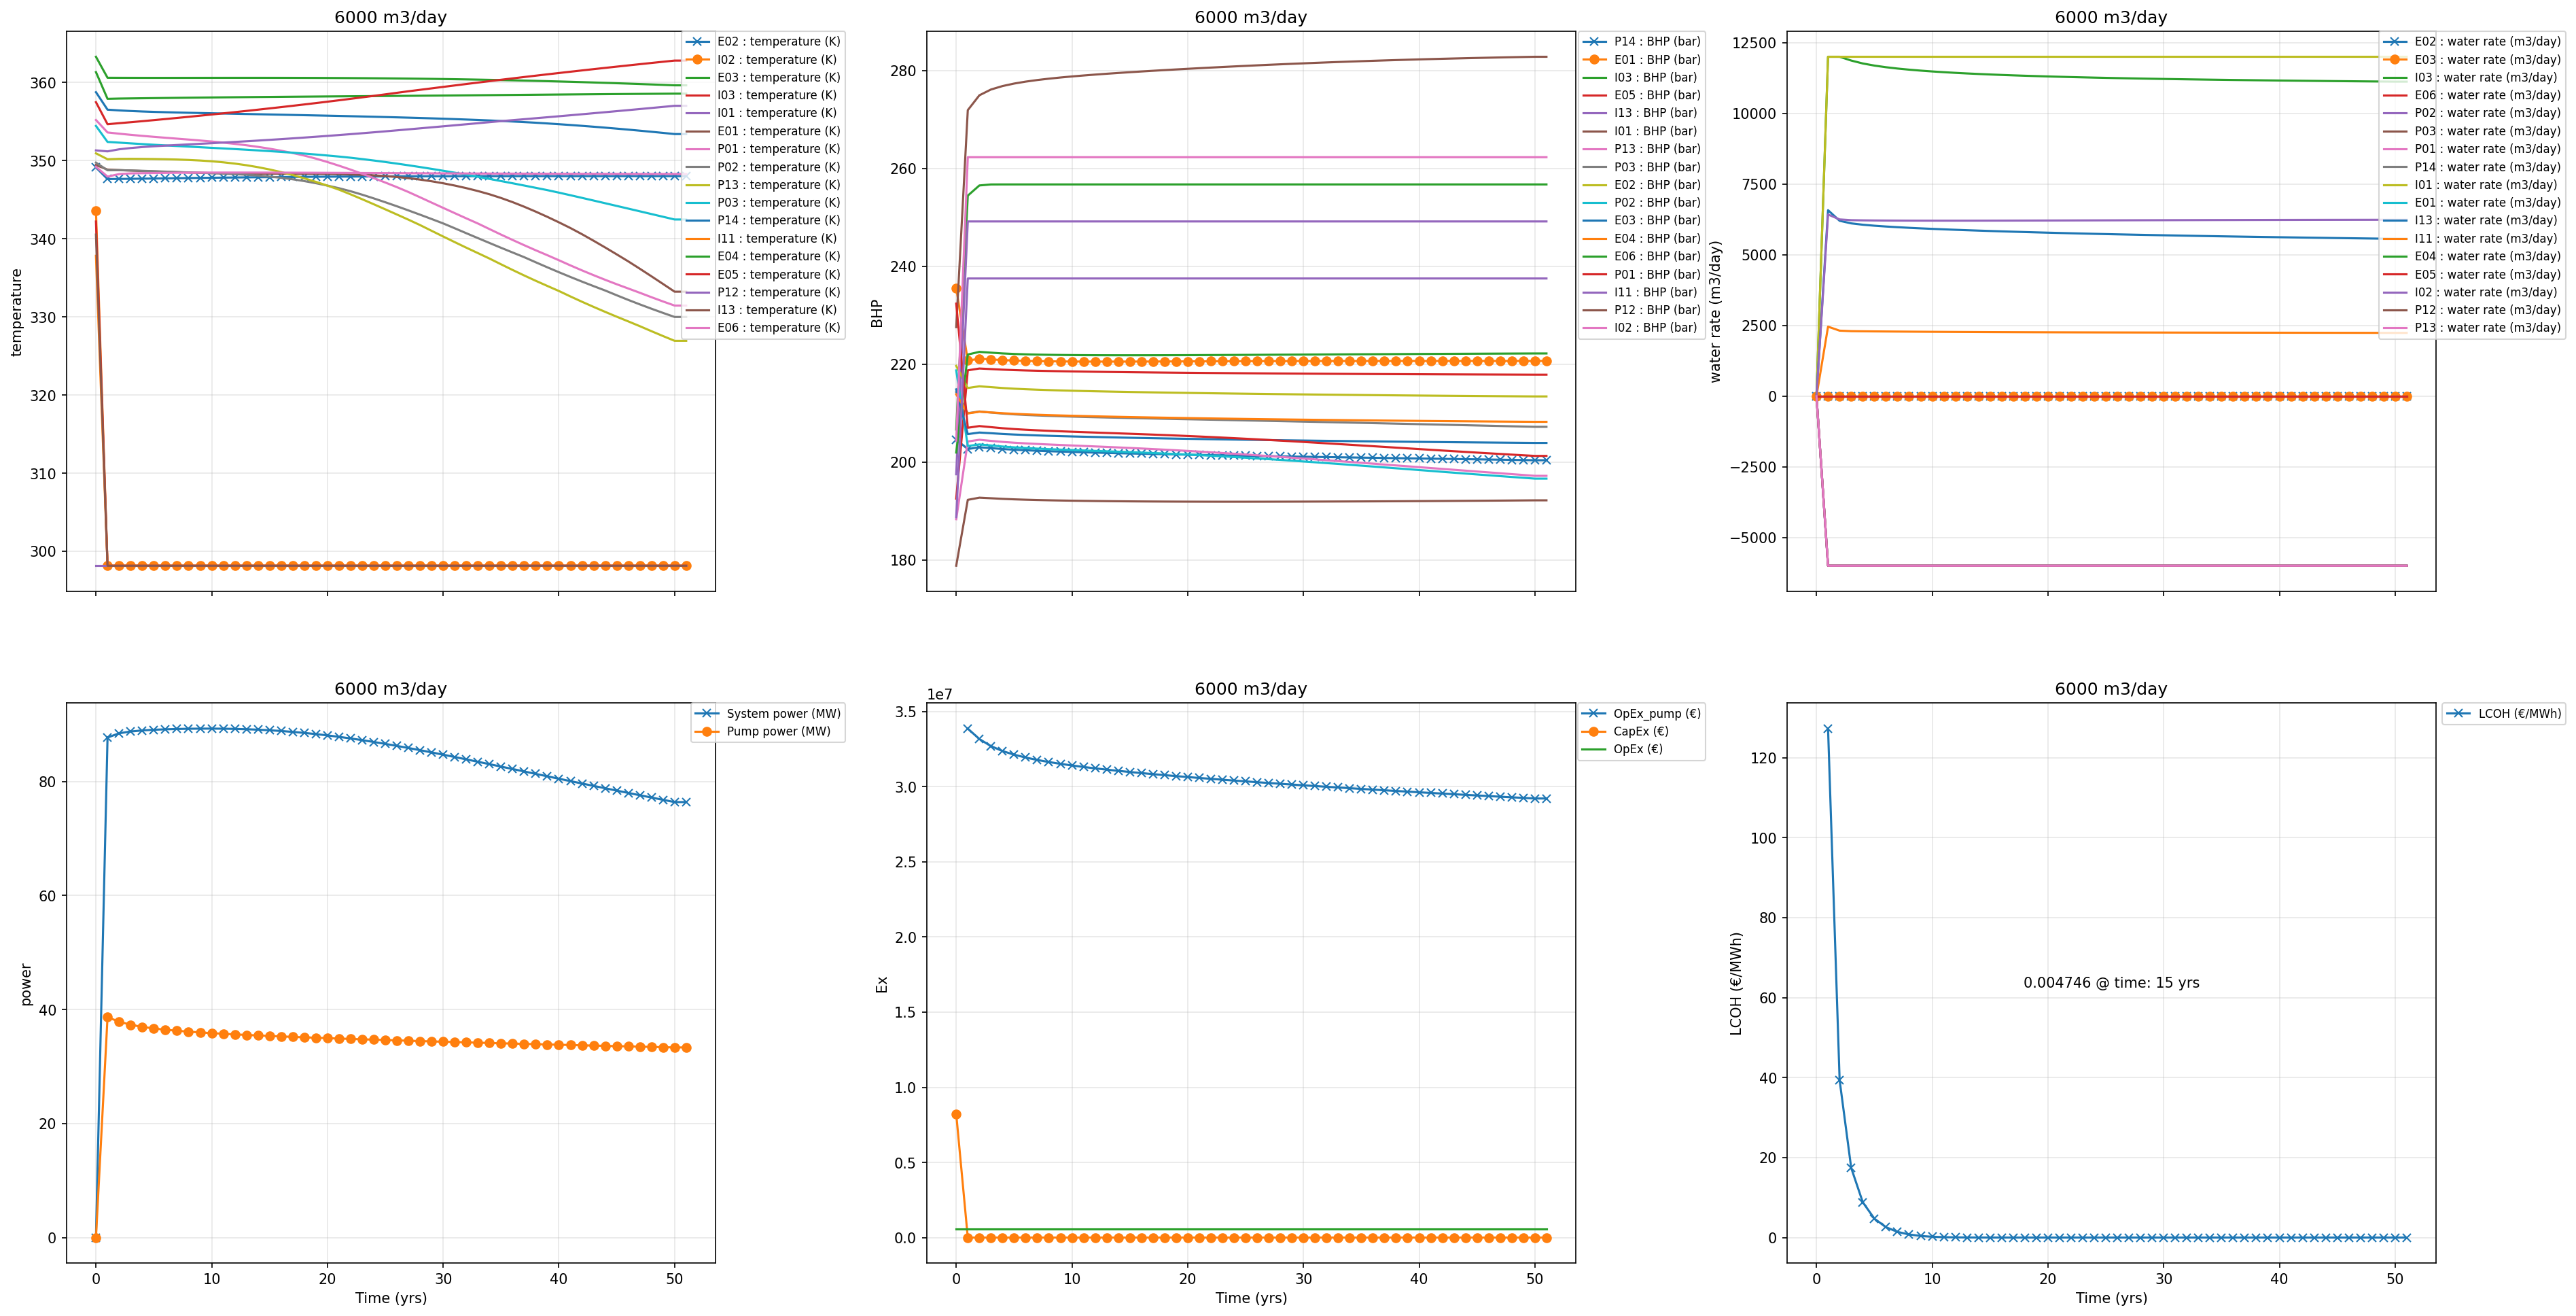 6000 m3/day
temperature
360
350
340
330
320
310
300
E02 : temperature (K)
I02 : temperature (K)
E03 : temperature (K)
I03 : temperature (K)
I01 : temperature (K)
E01 : temperature (K)
P01 : temperature (K)
P02 : temperature (K)
P13 : temperature (K)
P03 : temperature (K)
P14 : temperature (K)
I11 : temperature (K)
E04 : temperature (K)
E05 : temperature (K)
P12 : temperature (K)
I13 : temperature (K)
E06 : temperature (K)
6000 m3/day
BHP
280
260
240
220
200
180
P14 : BHP (bar)
E01 : BHP (bar)
I03 : BHP (bar)
E05 : BHP (bar)
I13 : BHP (bar)
I01 : BHP (bar)
P13 : BHP (bar)
P03 : BHP (bar)
E02 : BHP (bar)
P02 : BHP (bar)
E03 : BHP (bar)
E04 : BHP (bar)
E06 : BHP (bar)
P01 : BHP (bar)
I11 : BHP (bar)
P12 : BHP (bar)
I02 : BHP (bar)
6000 m3/day
water rate (m3/day)
12500
10000
7500
5000
2500
0
−2500
−5000
E02 : water rate (m3/day)
E03 : water rate (m3/day)
I03 : water rate (m3/day)
E06 : water rate (m3/day)
P02 : water rate (m3/day)
P03 : water rate (m3/day)
P01 : water rate (m3/day)
P14 : water rate (m3/day)
I01 : water rate (m3/day)
E01 : water rate (m3/day)
I13 : water rate (m3/day)
I11 : water rate (m3/day)
E04 : water rate (m3/day)
E05 : water rate (m3/day)
I02 : water rate (m3/day)
P12 : water rate (m3/day)
P13 : water rate (m3/day)
6000 m3/day
power
80
60
40
20
0
System power (MW)
Pump power (MW)
0 10 20 30 40 50
Time (yrs)
6000 m3/day
1e7
Ex
3.5
3.0
2.5
2.0
1.5
1.0
0.5
0.0
OpEx_pump (€)
CapEx (€)
OpEx (€)
0 10 20 30 40 50
Time (yrs)
6000 m3/day
LCOH (€/MWh)
120
100
80
60
40
20
0
LCOH (€/MWh)
0.004746 @ time: 15 yrs
0 10 20 30 40 50
Time (yrs)